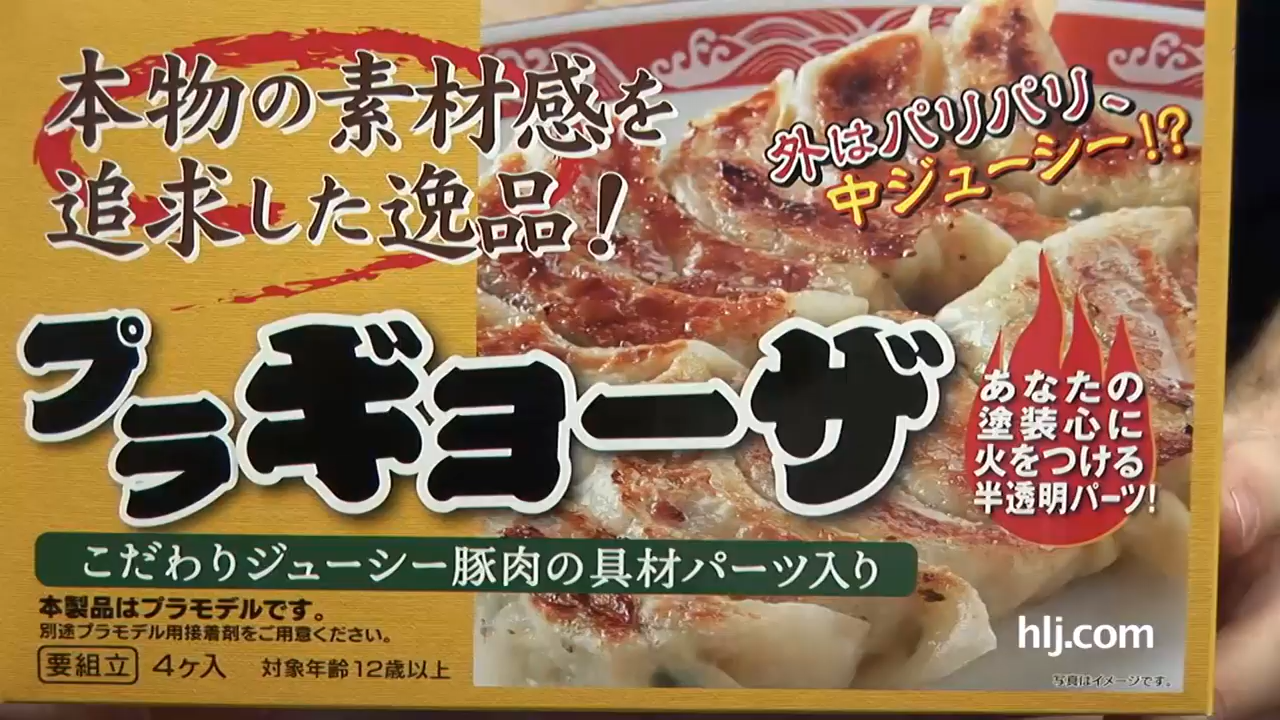 本物の素材感を
追求した逸品!
外はパリパリ~
中ジューシー!?
プラギョーザ
あなたの
塗装心に
火をつける
半透明パーツ!
こだわりジューシー豚肉の具材パーツ入り
本製品はプラモデルです。
別途プラモデル用接着剤をご用意ください。
要組立 4ヶ入 対象年齢12歳以上
hlj.com
写真はイメージです。